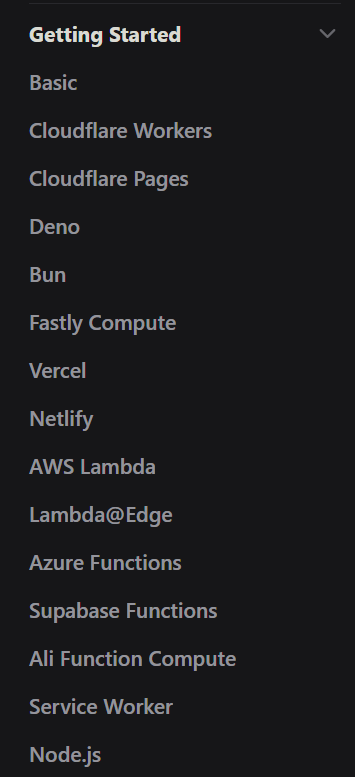 Getting Started
Basic
Cloudflare Workers
Cloudflare Pages
Deno
Bun
Fastly Compute
Vercel
Netlify
AWS Lambda
Lambda@Edge
Azure Functions
Supabase Functions
Ali Function Compute
Service Worker
Node.js